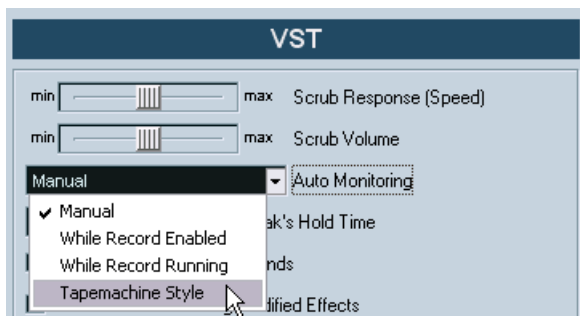 VST
min max Scrub Response (Speed)
min max Scrub Volume
Manual Auto Monitoring
Manual
ak's Hold Time
While Record Enabled
While Record Running
nds
Tapemachine Style
dified Effects